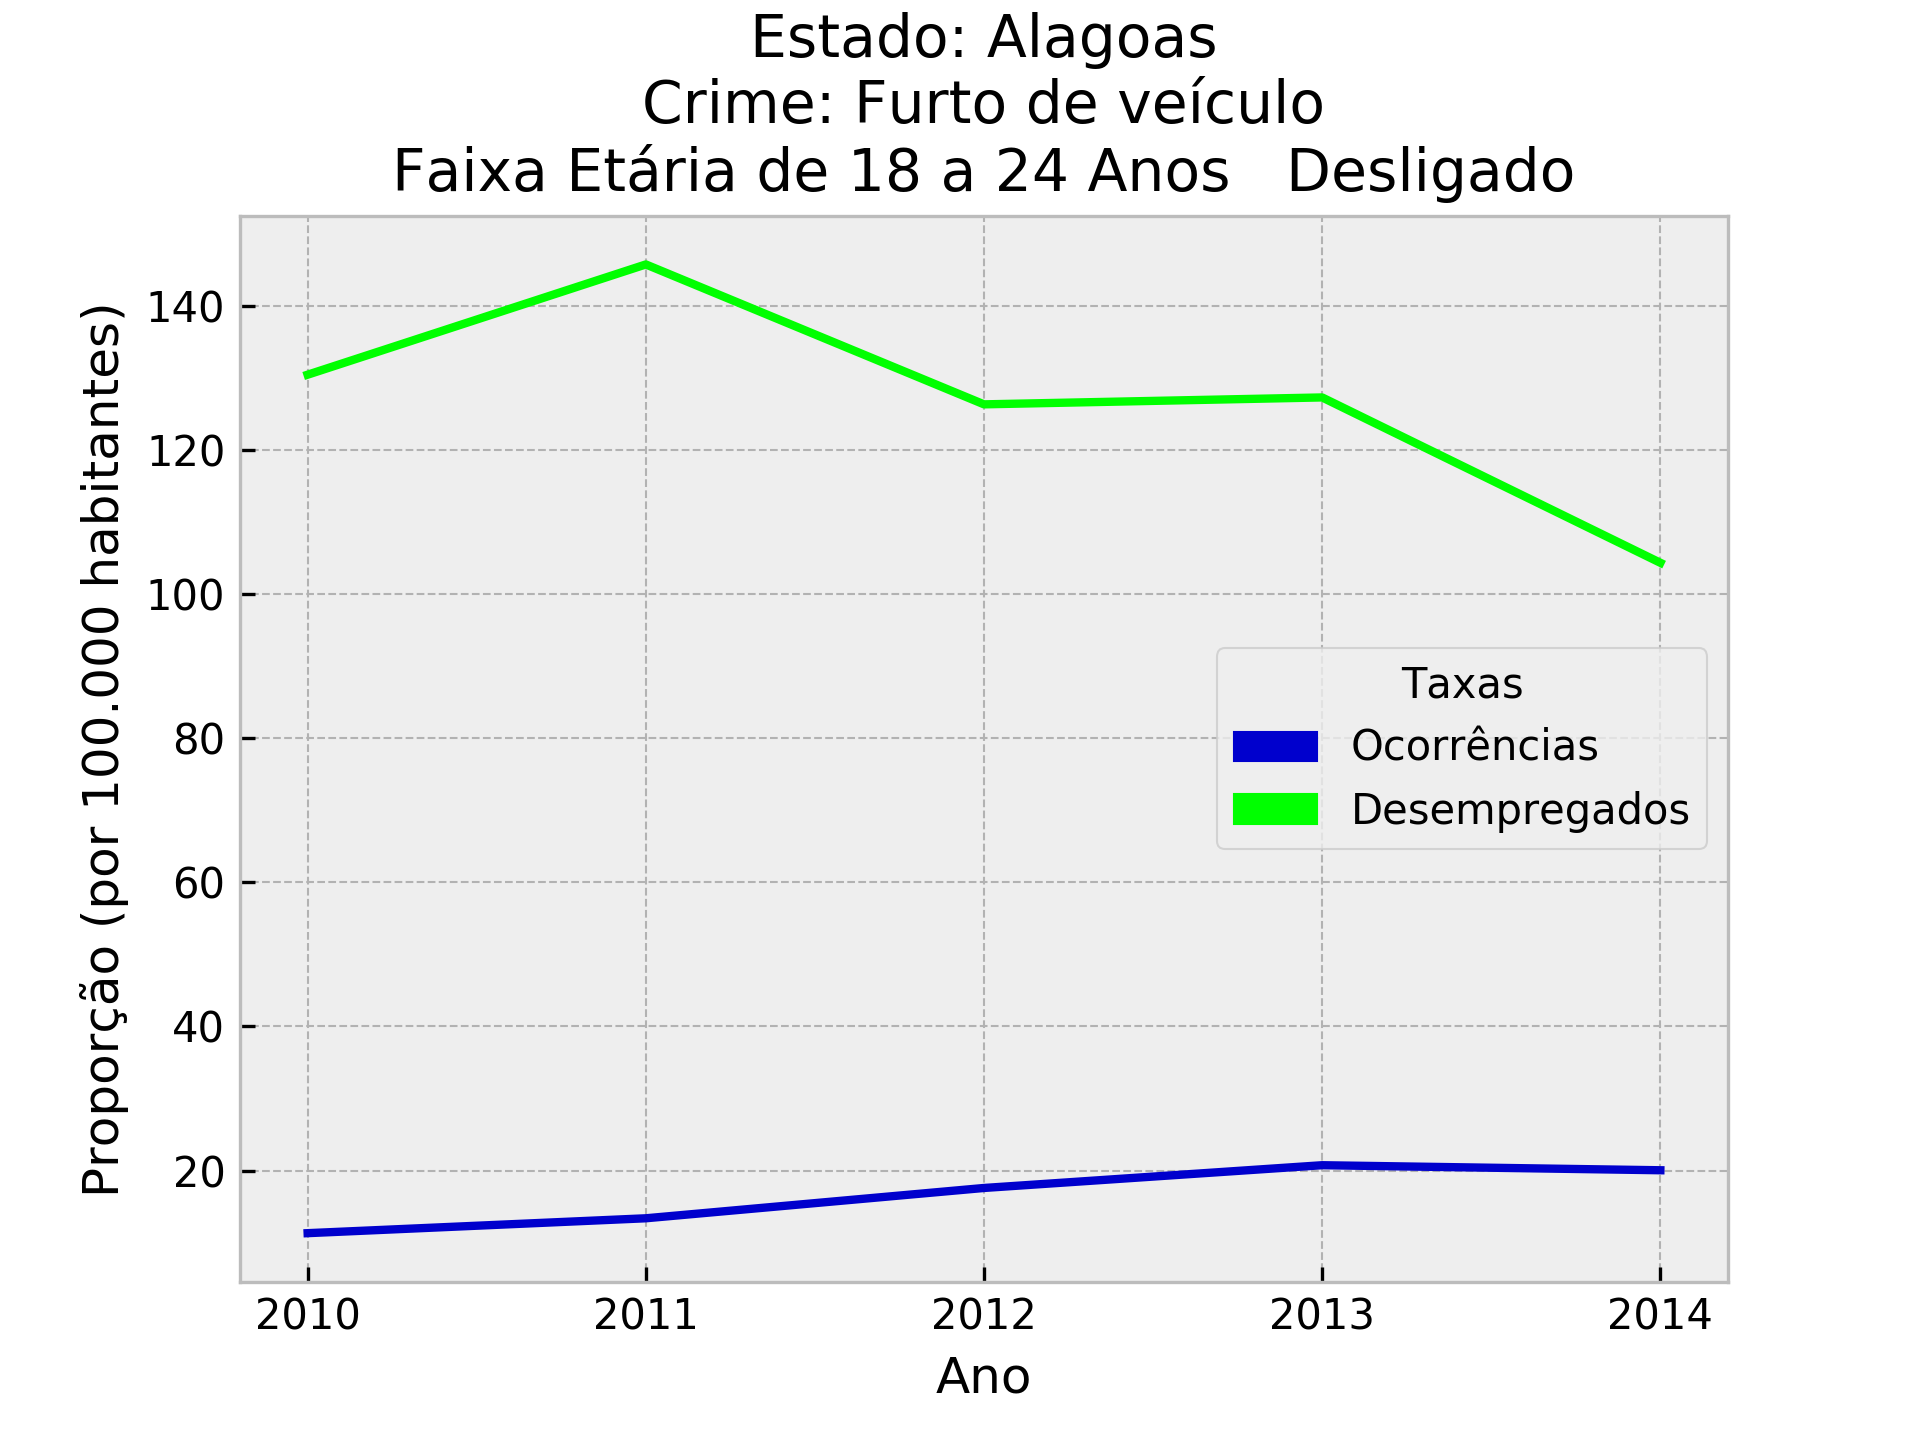 Estado: Alagoas
Crime: Furto de veículo
Faixa Etária de 18 a 24 Anos   Desligado
Proporção (por 100.000 habitantes)
140
120
100
80
60
40
20
Taxas
Ocorrências
Desempregados
2010 2011 2012 2013 2014
Ano